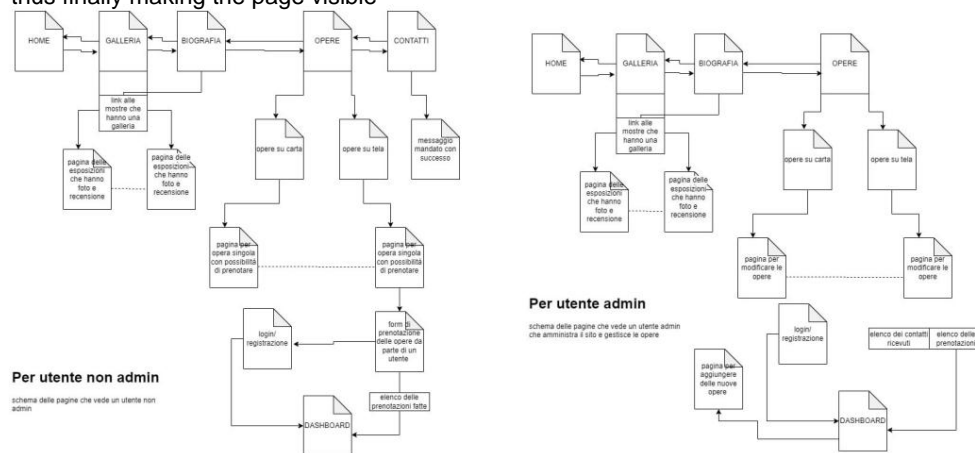 thus finally making the page visible
HOME
GALLERIA
BIOGRAFIA
OPERE
CONTATTI
link alle
mostre che
hanno una
galleria
pagina delle
esposizioni
che hanno
foto e
recensione
pagina delle
esposizioni
che hanno
foto e
recensione
opere su carta
opere su tela
messaggio
mandato con
successo
pagina per
opera singola
con possibilità
di prenotare
pagina per
opera singola
con possibilità
di prenotare
login/
registrazione
form di
prenotazione
delle opere da
parte di un
utente
elenco delle
prenotazioni fatte
DASHBOARD
Per utente non admin
schema delle pagine che vede un utente non
admin
HOME
GALLERIA
BIOGRAFIA
OPERE
link alle
mostre che
hanno una
galleria
pagina delle
esposizioni
che hanno
foto e
recensione
pagina delle
esposizioni
che hanno
foto e
recensione
opere su carta
opere su tela
pagina per
modificare le
opere
pagina per
modificare le
opere
Per utente admin
schema delle pagine che vede un utente admin
che amministra il sito e gestisce le opere
login/
registrazione
elenco dei contatti
ricevuti
elenco delle
prenotazioni
pagina per
aggiungere
delle nuove
opere
DASHBOARD